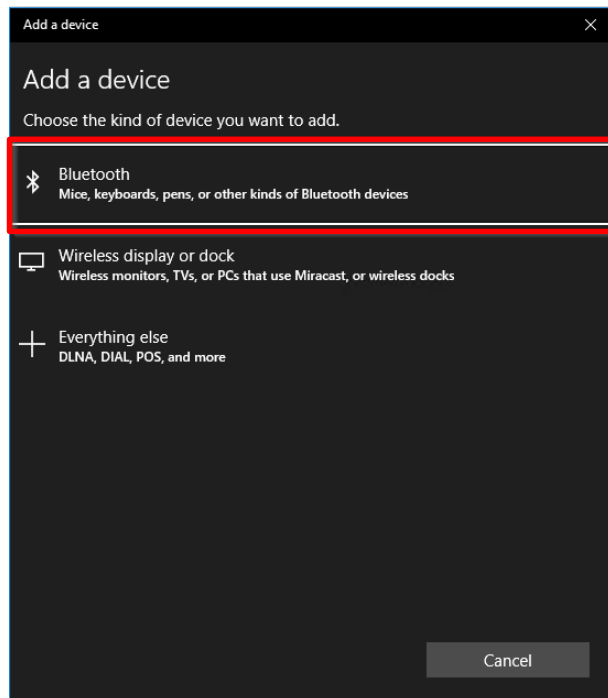 Add a device
Add a device
Choose the kind of device you want to add.
Bluetooth
Mice, keyboards, pens, or other kinds of Bluetooth devices
Wireless display or dock
Wireless monitors, TVs, or PCs that use Miracast, or wireless docks
Everything else
DLNA, DIAL, POS, and more
Cancel